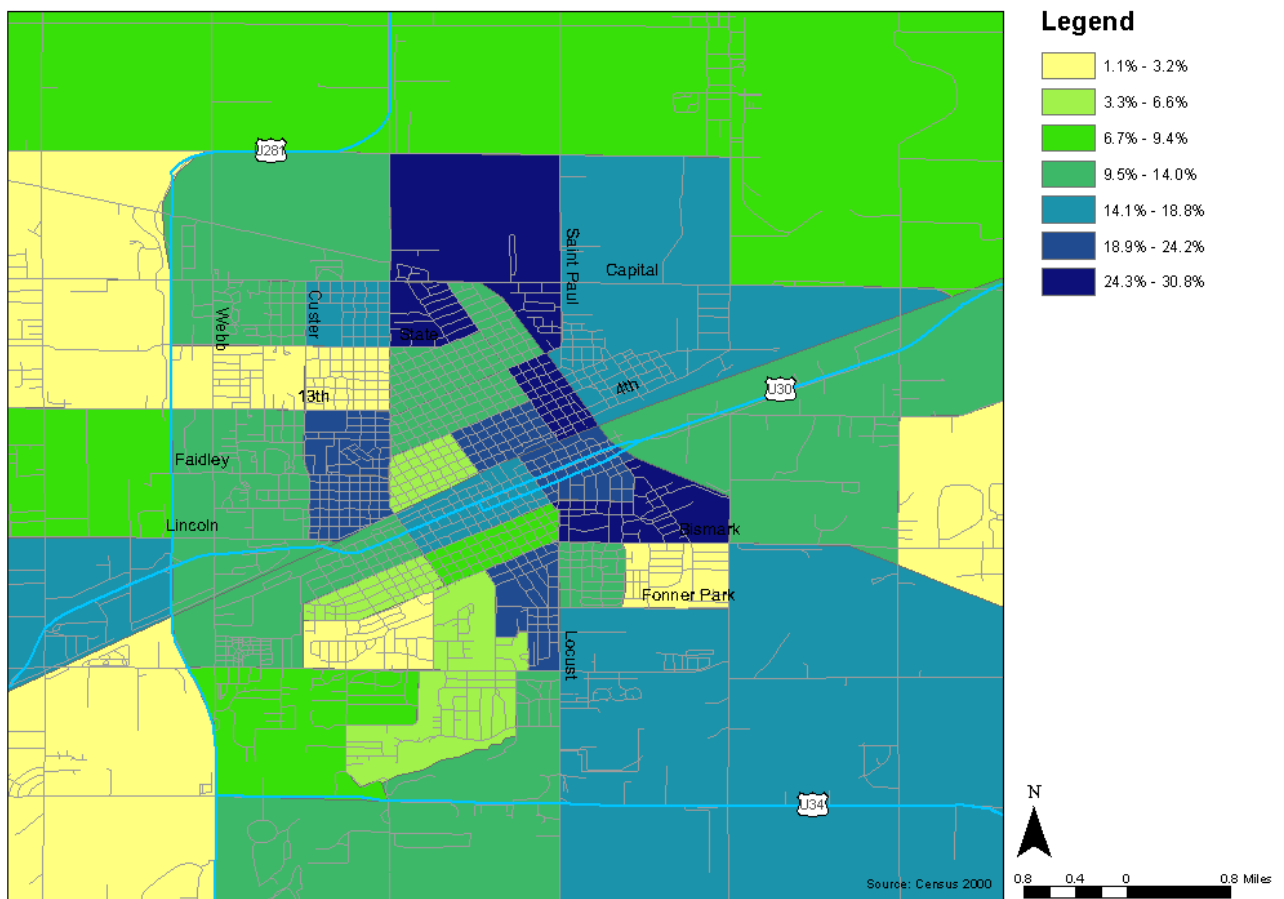 Legend
1.1% - 3.2%
3.3% - 6.6%
6.7% - 9.4%
9.5% - 14.0%
14.1% - 18.8%
18.9% - 24.2%
24.3% - 30.8%
U281
Saint Paul
Capital
Custer
Webb
State
13th
4th
U30
Faidley
Lincoln
Bismark
Fonner Park
Locust
U34
N
Source: Census 2000
0.8 0.4 0 0.8 Miles